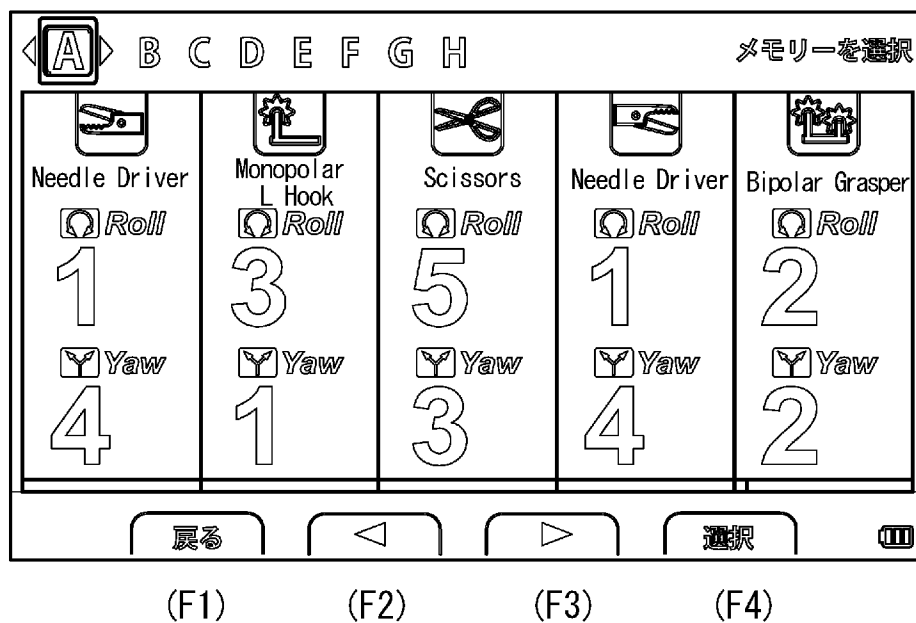 A B C D E F G H メモリーを選択
Needle Driver Monopolar L Hook Scissors Needle Driver Bipolar Grasper
Roll Roll Roll Roll Roll
1 3 5 1 2
Yaw Yaw Yaw Yaw Yaw
4 1 3 4 2
戻る ◁ ▷ 選択
(F1) (F2) (F3) (F4)